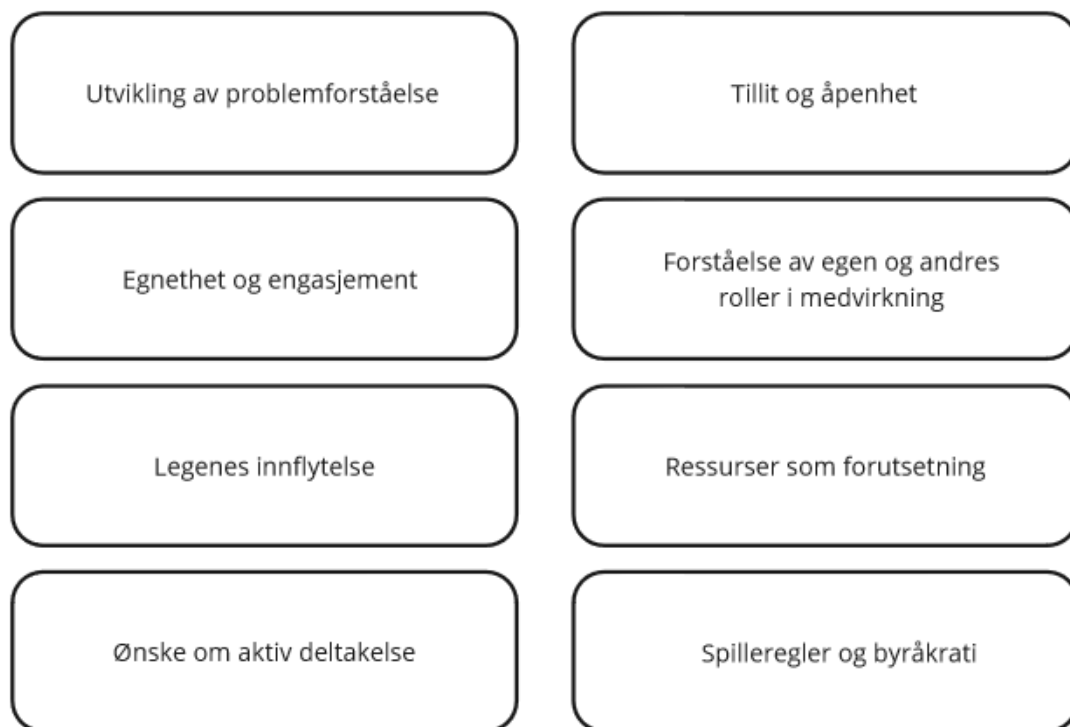 Utvikling av problemforståelse
Tillit og åpenhet
Egnethet og engasjement
Forståelse av egen og andres
roller i medvirkning
Legenes innflytelse
Ressurser som forutsetning
Ønske om aktiv deltakelse
Spilleregler og byråkrati